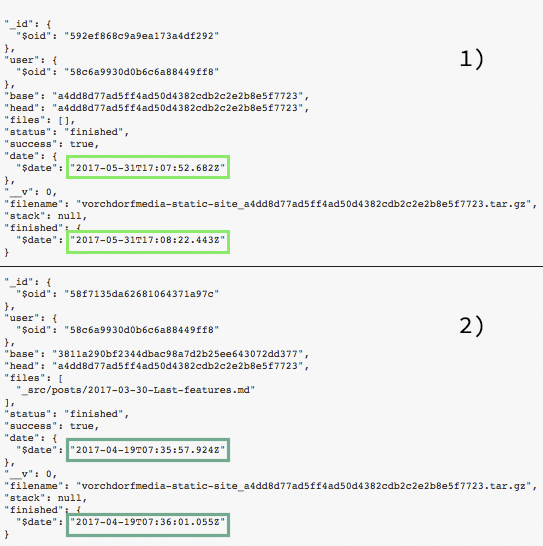 "_id": {
"$oid": "592ef868c9a9ea173a4df292"
},
"user": {
"$oid": "58c6a9930d0b6c6a88449ff8"
},
1)
"base": "a4dd8d77ad5ff4ad50d4382cdb2c2e2b8e5f7723",
"head": "a4dd8d77ad5ff4ad50d4382cdb2c2e2b8e5f7723",
"files": [],
"status": "finished",
"success": true,
"date": {
"$date": "2017-05-31T17:07:52.682Z"
},
"__v": 0,
"filename": "vorchdorfmedia-static-site_a4dd8d77ad5ff4ad50d4382cdb2c2e2b8e5f7723.tar.gz",
"stack": null,
"finished": {
"$date": "2017-05-31T17:08:22.443Z"
}
"_id": {
"$oid": "58f7135da62681064371a97c"
},
"user": {
"$oid": "58c6a9930d0b6c6a88449ff8"
},
2)
"base": "3811a290bf2344dbac98a7d2b25ee643072dd377",
"head": "a4dd8d77ad5ff4ad50d4382cdb2c2e2b8e5f7723",
"files": [
"_src/posts/2017-03-30-Last-features.md"
],
"status": "finished",
"success": true,
"date": {
"$date": "2017-04-19T07:35:57.924Z"
},
"__v": 0,
"filename": "vorchdorfmedia-static-site_a4dd8d77ad5ff4ad50d4382cdb2c2e2b8e5f7723.tar.gz",
"stack": null,
"finished": {
"$date": "2017-04-19T07:36:01.055Z"
}